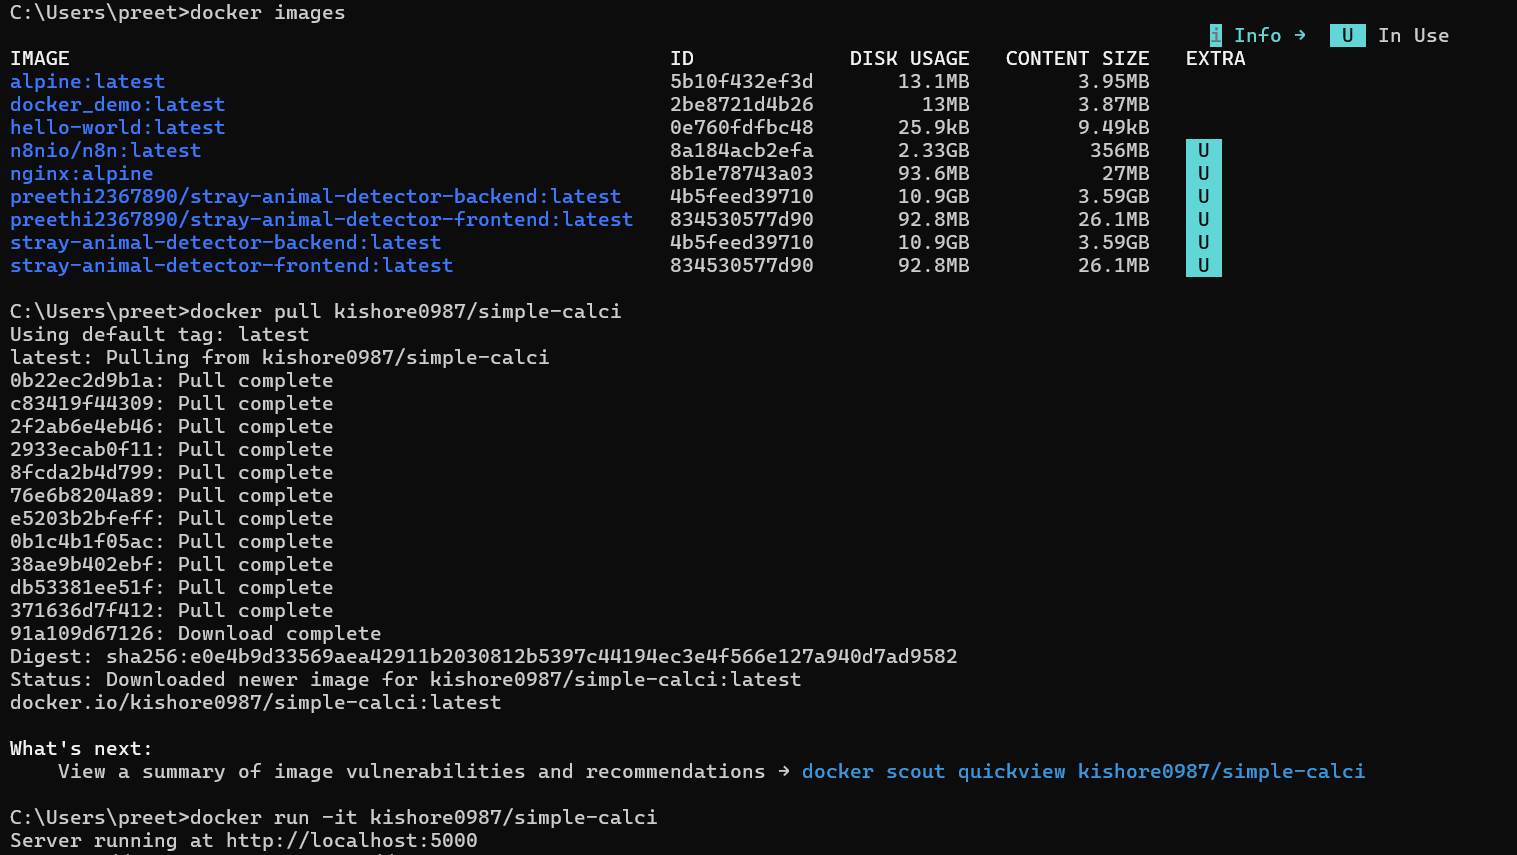 C:\Users\preet>docker images
i Info → U In Use
IMAGE ID DISK USAGE CONTENT SIZE EXTRA
alpine:latest 5b10f432ef3d 13.1MB 3.95MB
docker_demo:latest 2be8721d4b26 13MB 3.87MB
hello-world:latest 0e760fdfbc48 25.9kB 9.49kB
n8nio/n8n:latest 8a184acb2efa 2.33GB 356MB U
nginx:alpine 8b1e78743a03 93.6MB 27MB U
preethi2367890/stray-animal-detector-backend:latest 4b5feed39710 10.9GB 3.59GB U
preethi2367890/stray-animal-detector-frontend:latest 834530577d90 92.8MB 26.1MB U
stray-animal-detector-backend:latest 4b5feed39710 10.9GB 3.59GB U
stray-animal-detector-frontend:latest 834530577d90 92.8MB 26.1MB U
C:\Users\preet>docker pull kishore0987/simple-calci
Using default tag: latest
latest: Pulling from kishore0987/simple-calci
0b22ec2d9b1a: Pull complete
c83419f44309: Pull complete
2f2ab6e4eb46: Pull complete
2933ecab0f11: Pull complete
8fcda2b4d799: Pull complete
76e6b8204a89: Pull complete
e5203b2bfeff: Pull complete
0b1c4b1f05ac: Pull complete
38ae9b402ebf: Pull complete
db53381ee51f: Pull complete
371636d7f412: Pull complete
91a109d67126: Download complete
Digest: sha256:e0e4b9d33569aea42911b2030812b5397c44194ec3e4f566e127a940d7ad9582
Status: Downloaded newer image for kishore0987/simple-calci:latest
docker.io/kishore0987/simple-calci:latest
What's next:
View a summary of image vulnerabilities and recommendations → docker scout quickview kishore0987/simple-calci
C:\Users\preet>docker run -it kishore0987/simple-calci
Server running at http://localhost:5000